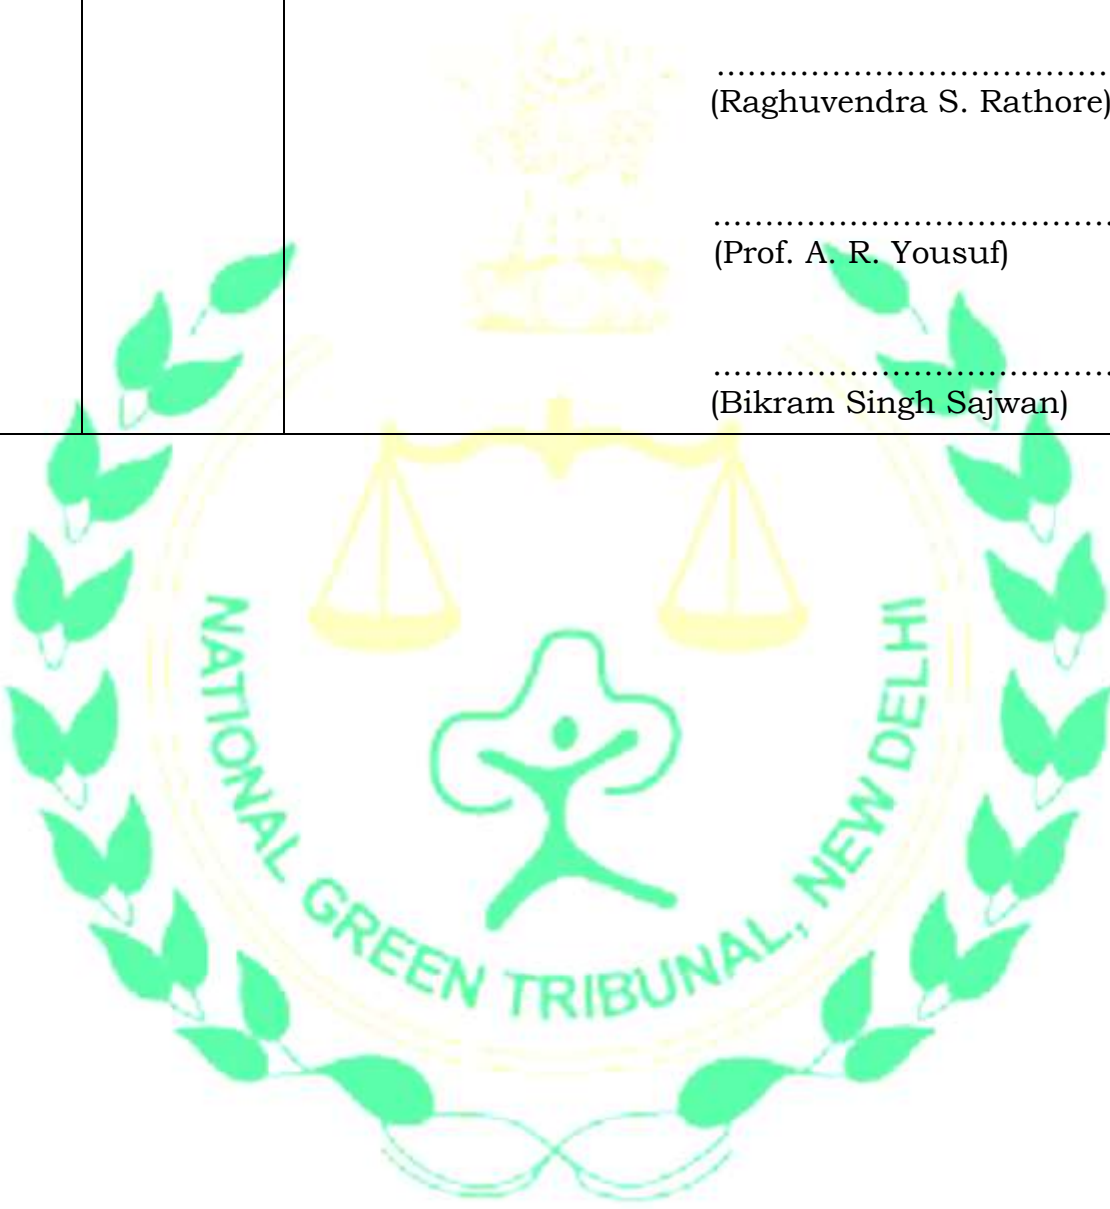 .....................................
(Raghuvendra S. Rathore)
.....................................
(Prof. A. R. Yousuf)
.....................................
(Bikram Singh Sajwan)
NATIONAL GREEN TRIBUNAL, NEW DELHI